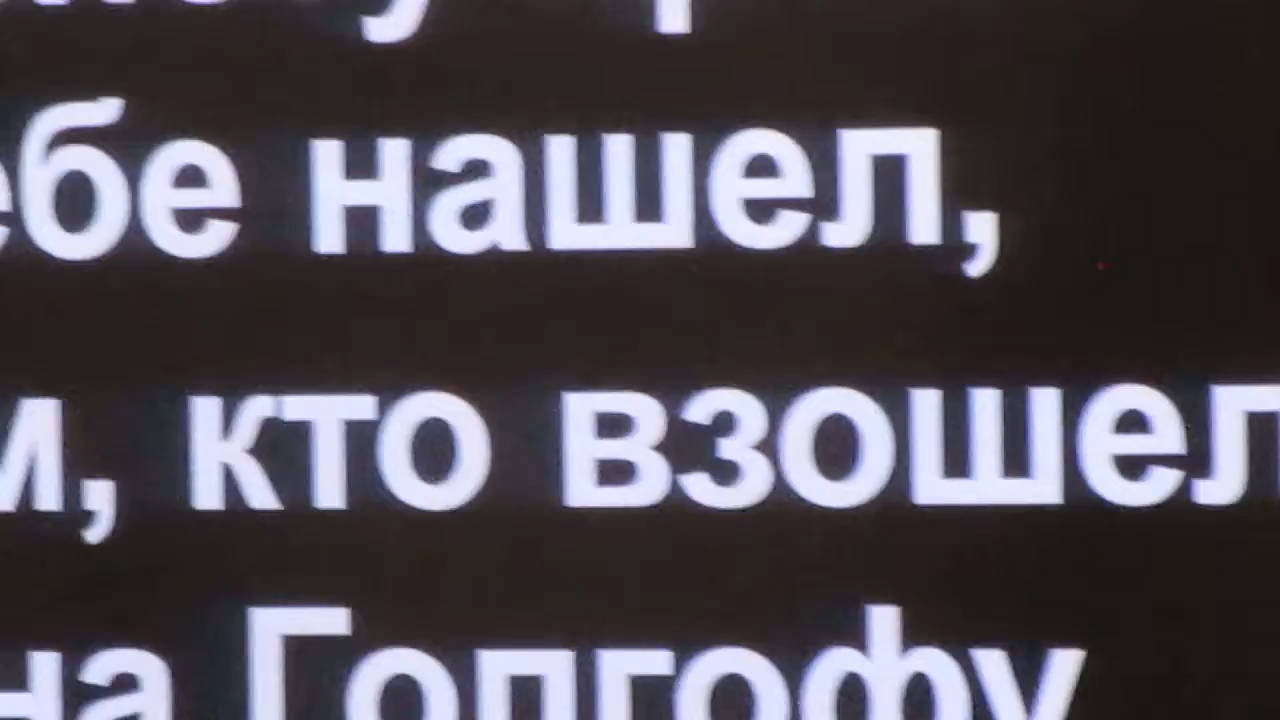 ебе нашел,
м, кто взошел
на Голгофу